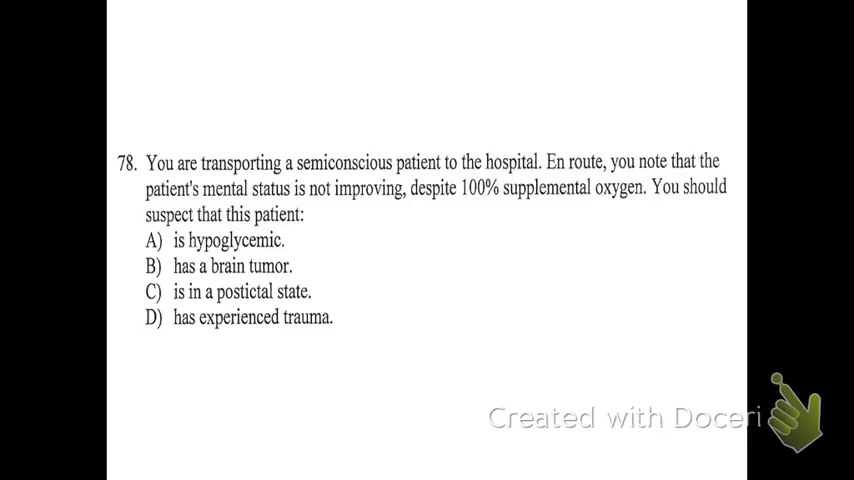 78. You are transporting a semiconscious patient to the hospital. En route, you note that the
patient's mental status is not improving, despite 100% supplemental oxygen. You should
suspect that this patient:
A) is hypoglycemic.
B) has a brain tumor.
C) is in a postictal state.
D) has experienced trauma.
Created with Doceri